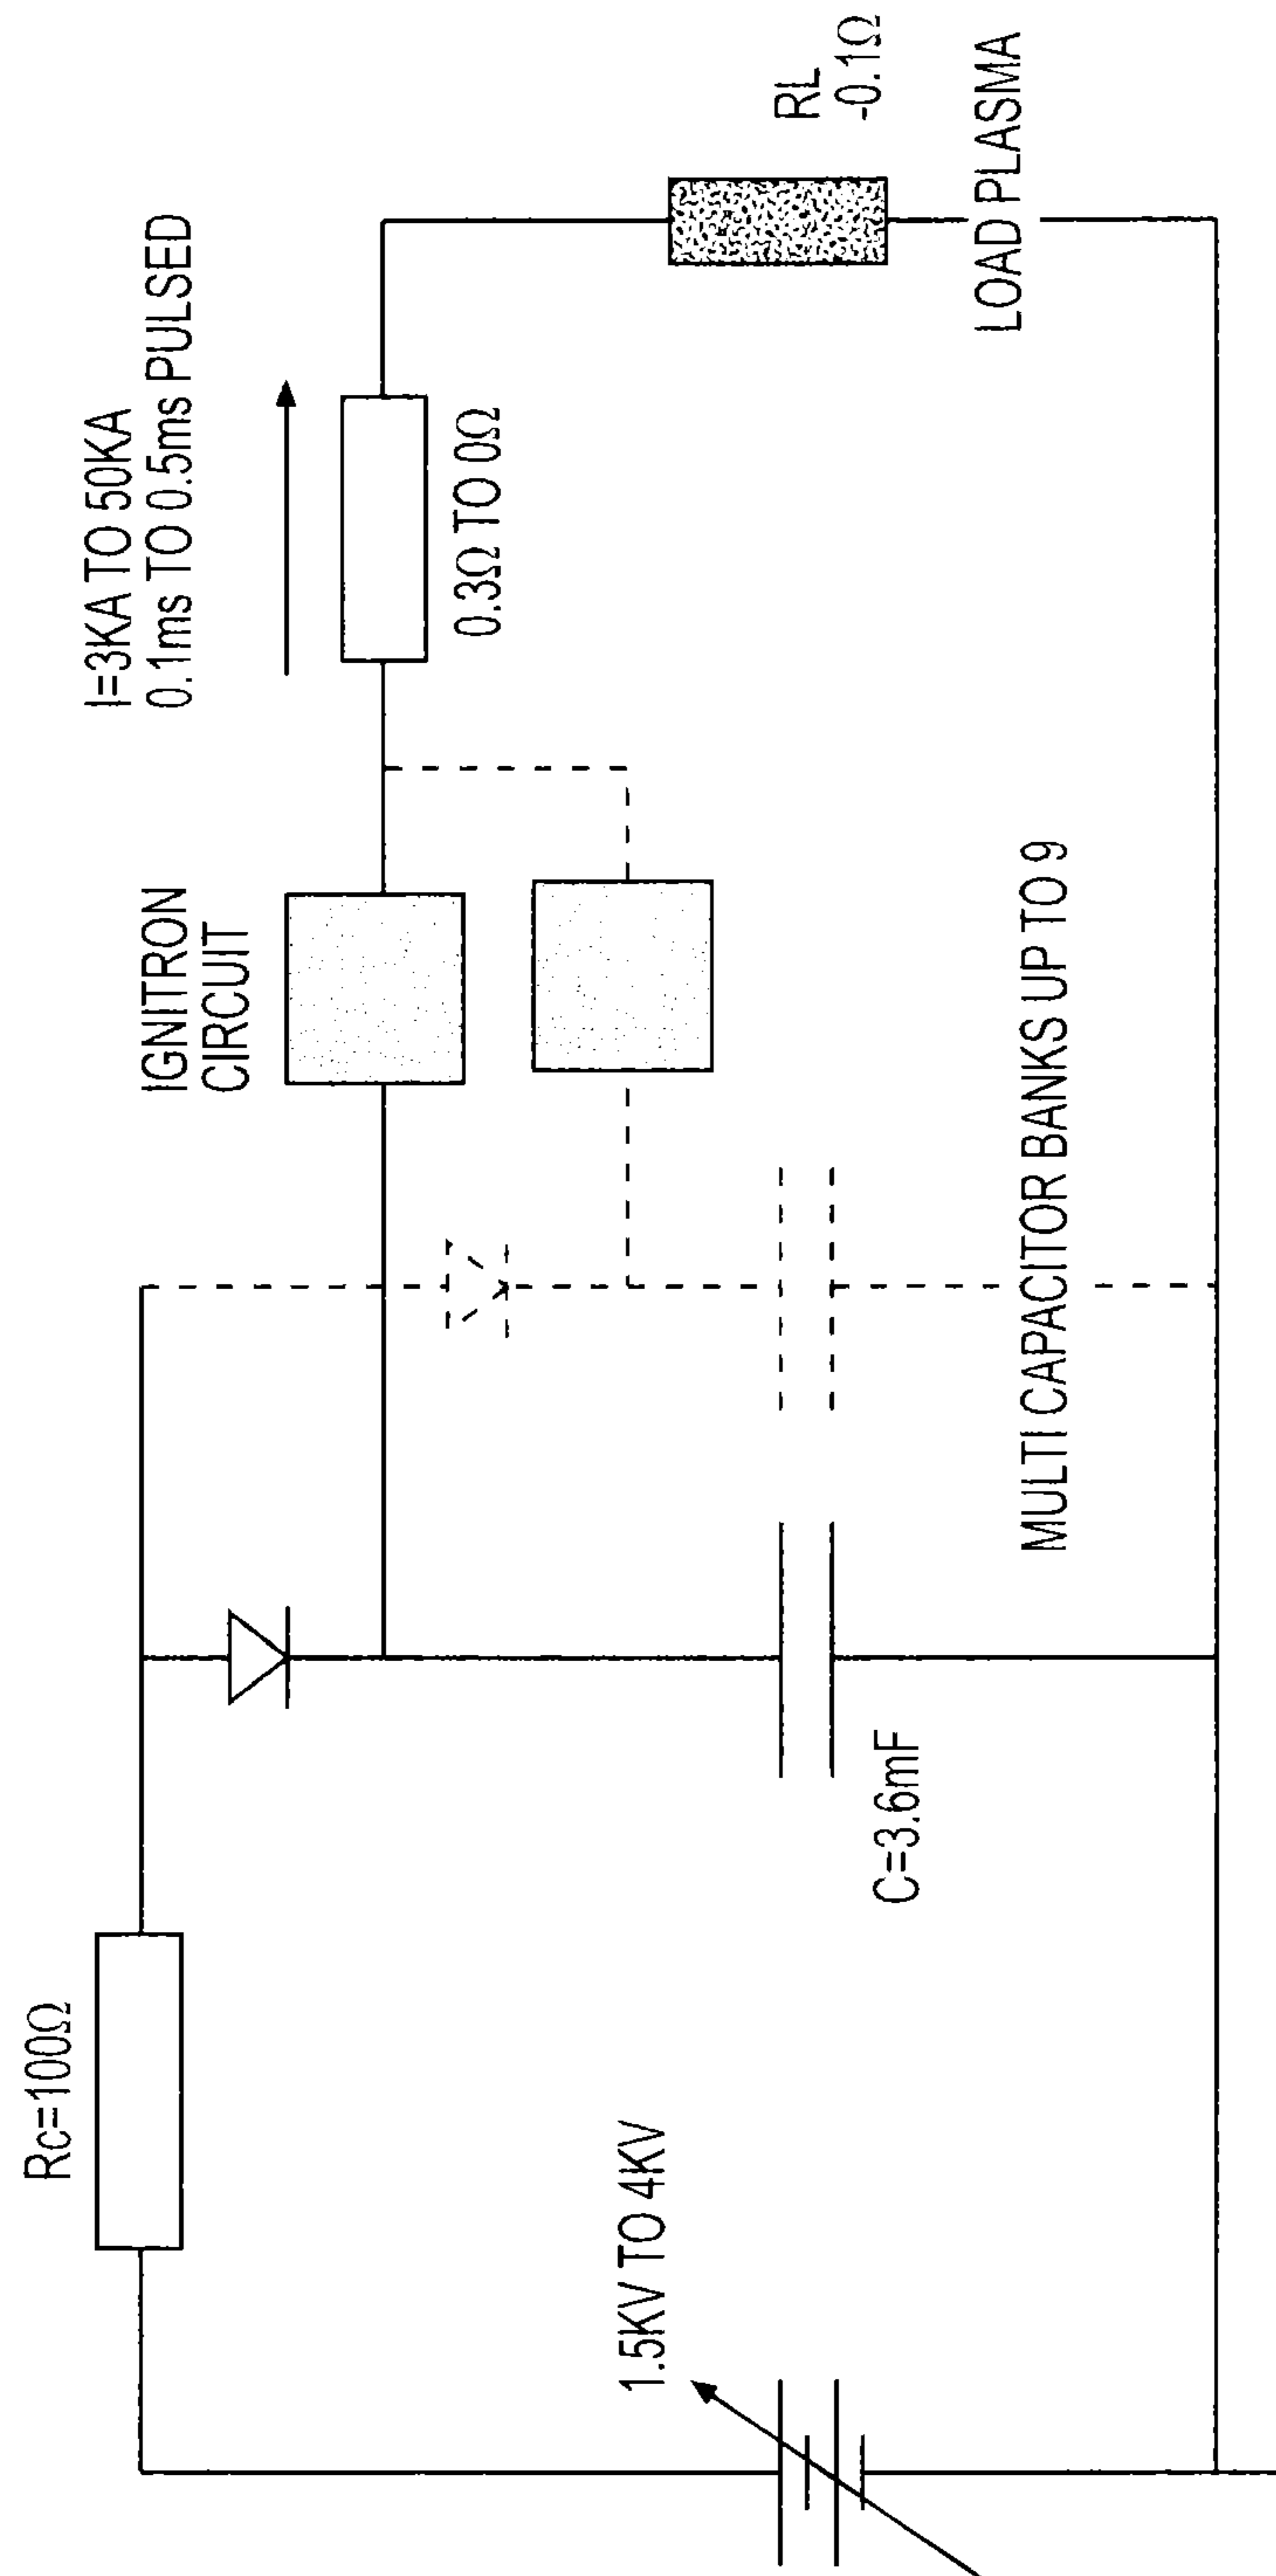 Rc=100Ω
1.5KV TO 4KV
C=3.6mF
MULTI CAPACITOR BANKS UP TO 9
IGNITRON
CIRCUIT
I=3KA TO 50KA
0.1ms TO 0.5ms PULSED
0.3Ω TO 0Ω
RL
-0.1Ω
LOAD PLASMA